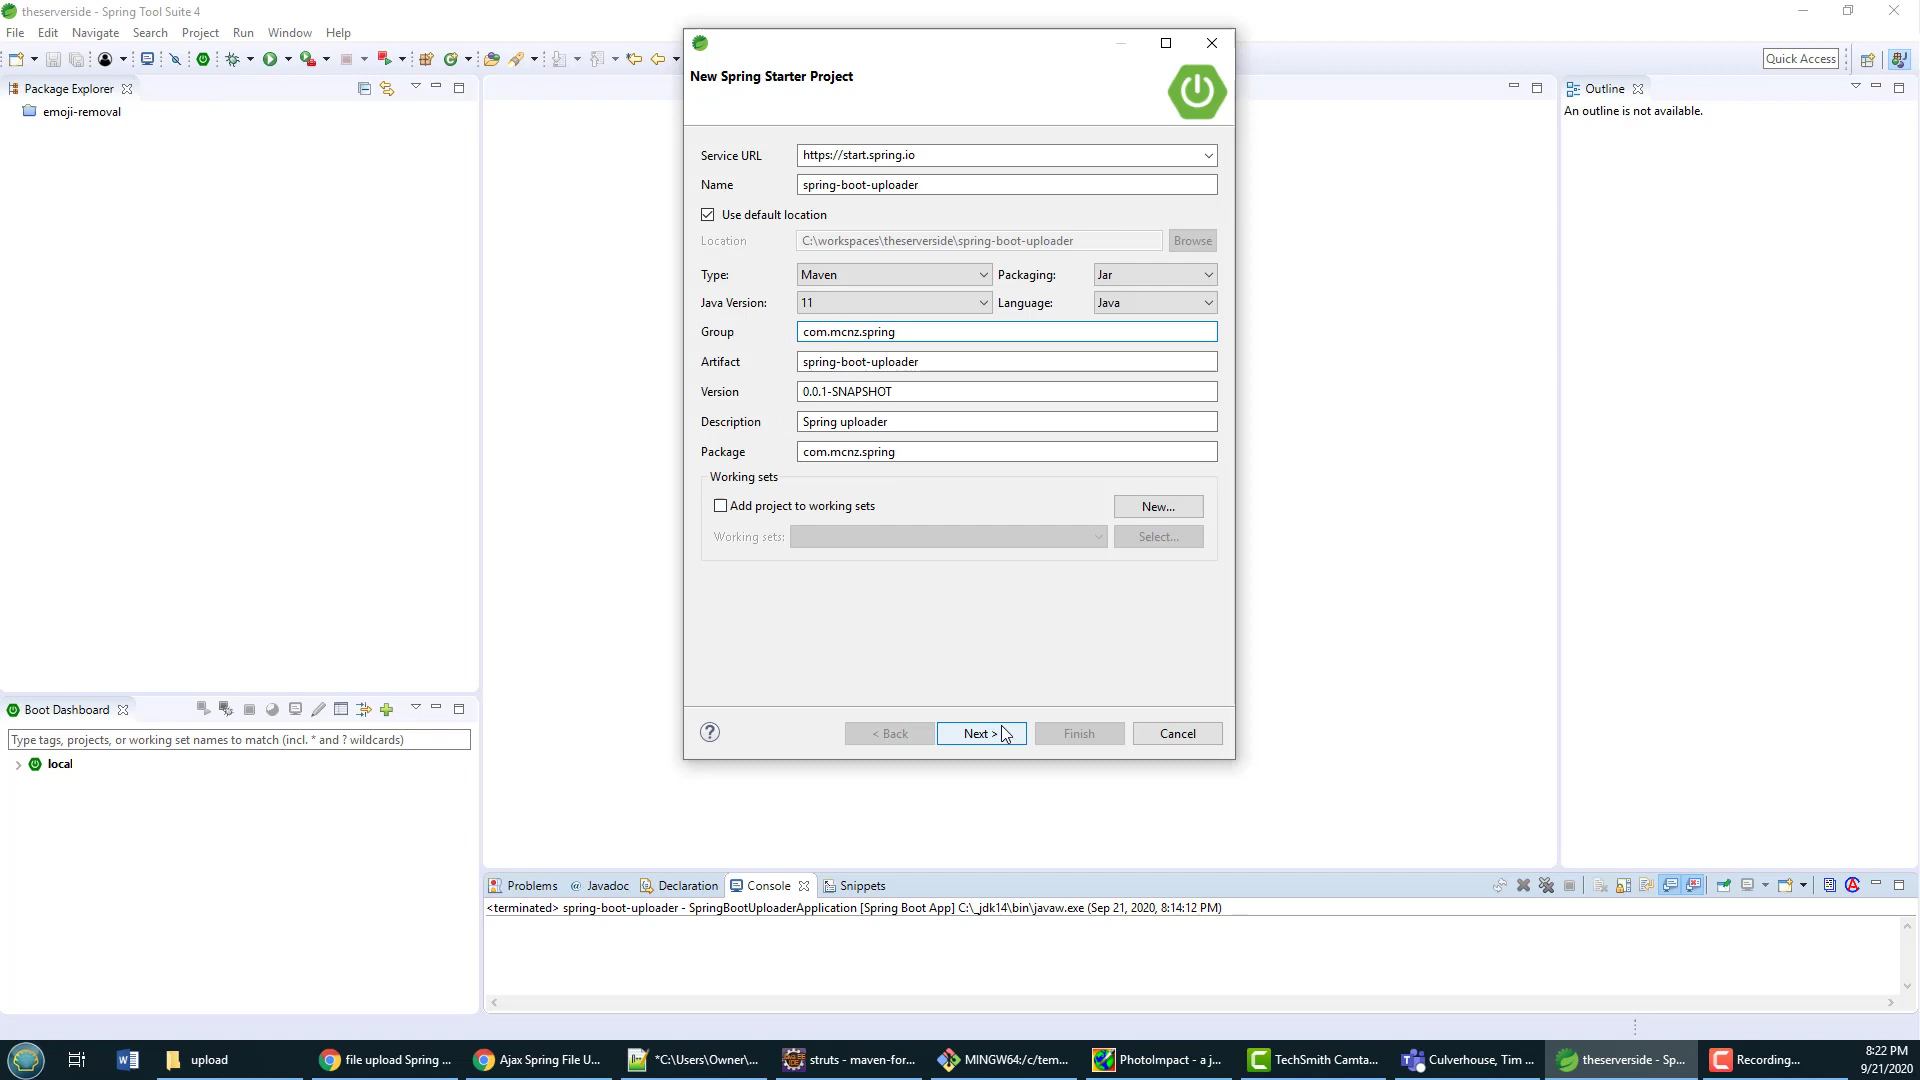 theserverside - Spring Tool Suite 4
File Edit Navigate Search Project Run Window Help
Quick Access
Package Explorer
emoji-removal
New Spring Starter Project
Service URL https://start.spring.io
Name spring-boot-uploader
Use default location
Location C:\workspaces\theserverside\spring-boot-uploader Browse
Type: Maven Packaging: Jar
Java Version: 11 Language: Java
Group com.mcnz.spring
Artifact spring-boot-uploader
Version 0.0.1-SNAPSHOT
Description Spring uploader
Package com.mcnz.spring
Working sets
Add project to working sets New...
Working sets: Select...
? < Back Next > Finish Cancel
Outline
An outline is not available.
Boot Dashboard
Type tags, projects, or working set names to match (incl. * and ? wildcards)
local
Problems @ Javadoc Declaration Console Snippets
<terminated> spring-boot-uploader - SpringBootUploaderApplication [Spring Boot App] C:\_jdk14\bin\javaw.exe (Sep 21, 2020, 8:14:12 PM)
upload file upload Spring ... Ajax Spring File U... *C:\Users\Owner\... struts - maven-for... MINGW64:/c/tem... PhotoImpact - a j... TechSmith Camta... Culverhouse, Tim ... theserverside - Sp... Recording...
8:22 PM
9/21/2020